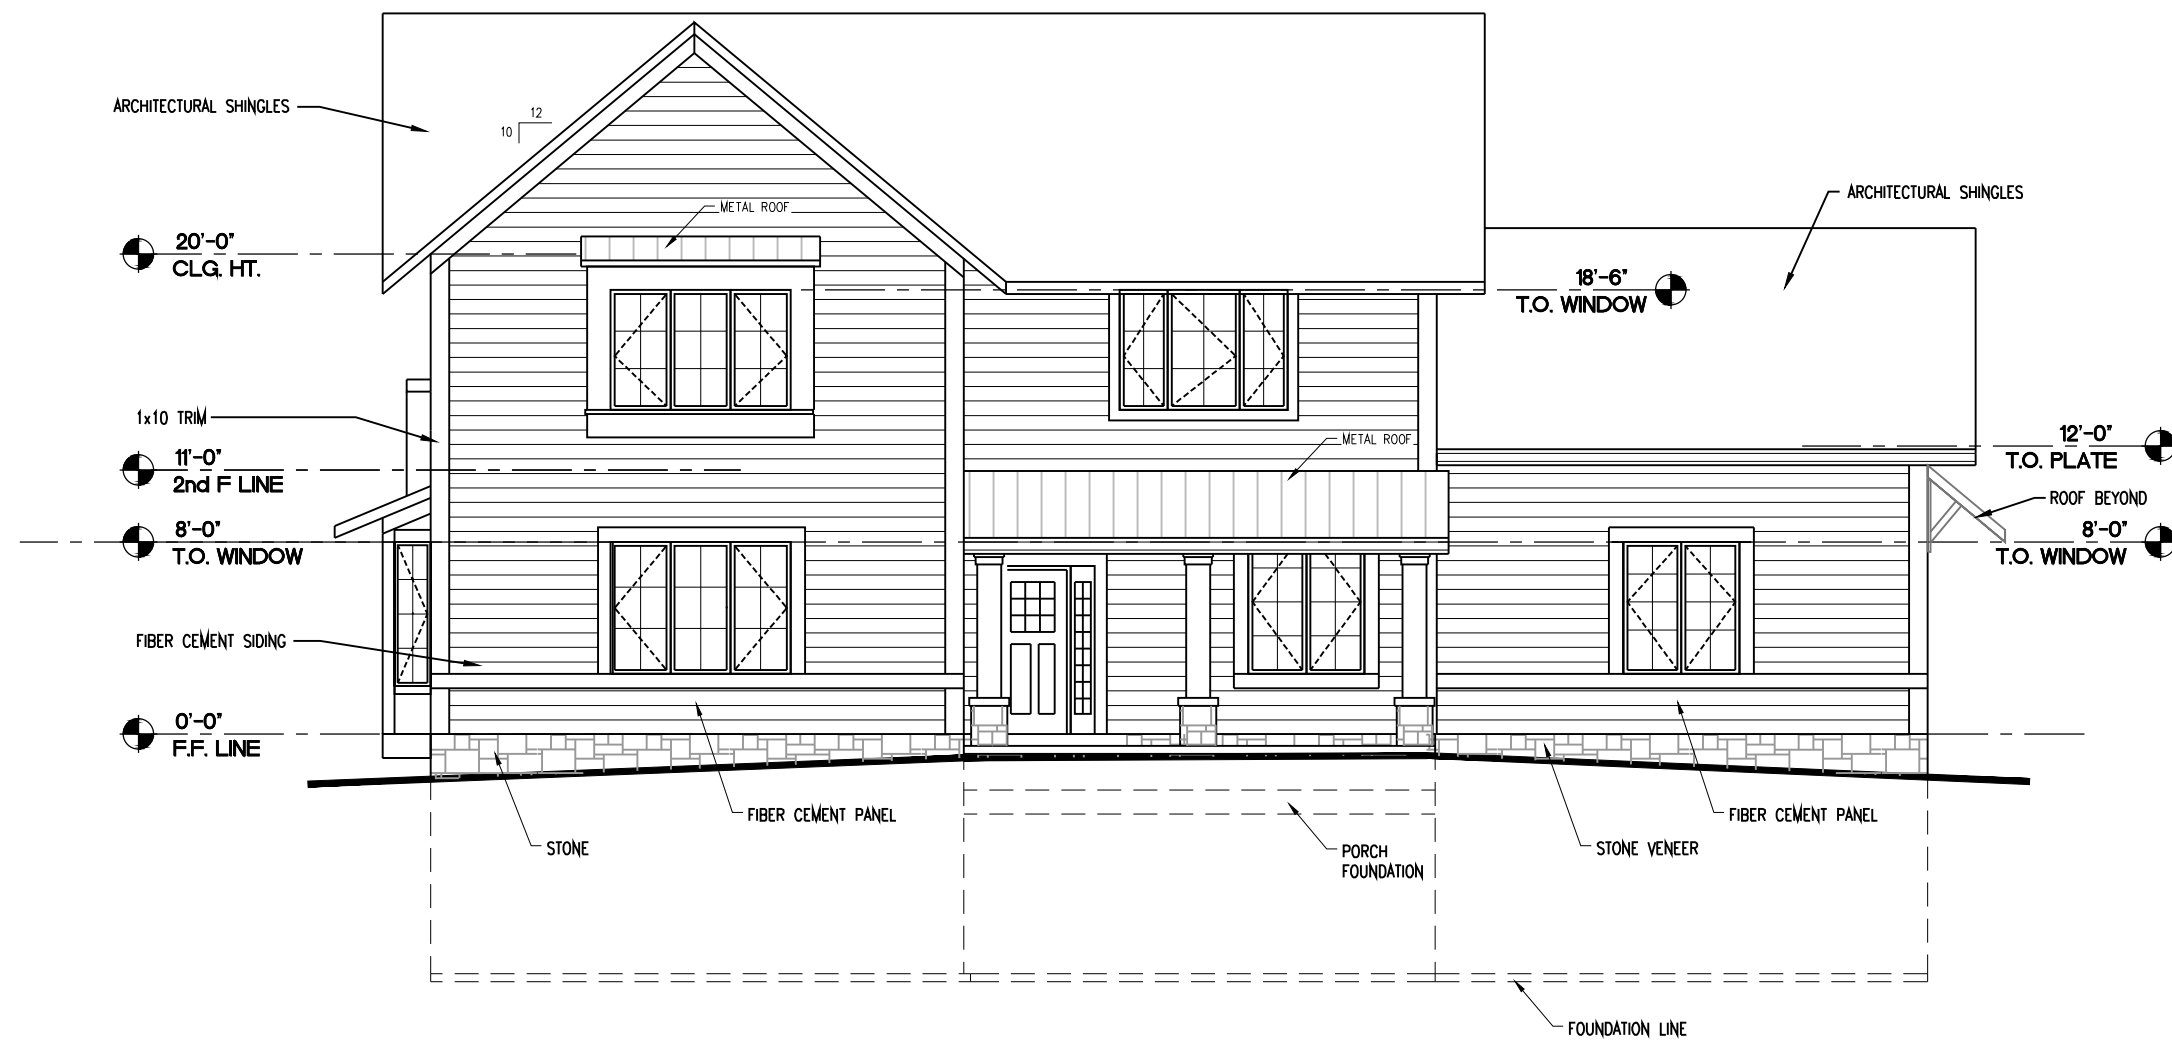 ARCHITECTURAL SHINGLES
12
10
METAL ROOF
ARCHITECTURAL SHINGLES
20'-0"
CLG. HT.
18'-6"
T.O. WINDOW
1x10 TRIM
METAL ROOF
12'-0"
T.O. PLATE
11'-0"
2nd F LINE
ROOF BEYOND
8'-0"
T.O. WINDOW
8'-0"
T.O. WINDOW
FIBER CEMENT SIDING
0'-0"
F.F. LINE
FIBER CEMENT PANEL
FIBER CEMENT PANEL
STONE
STONE VENEER
PORCH
FOUNDATION
FOUNDATION LINE